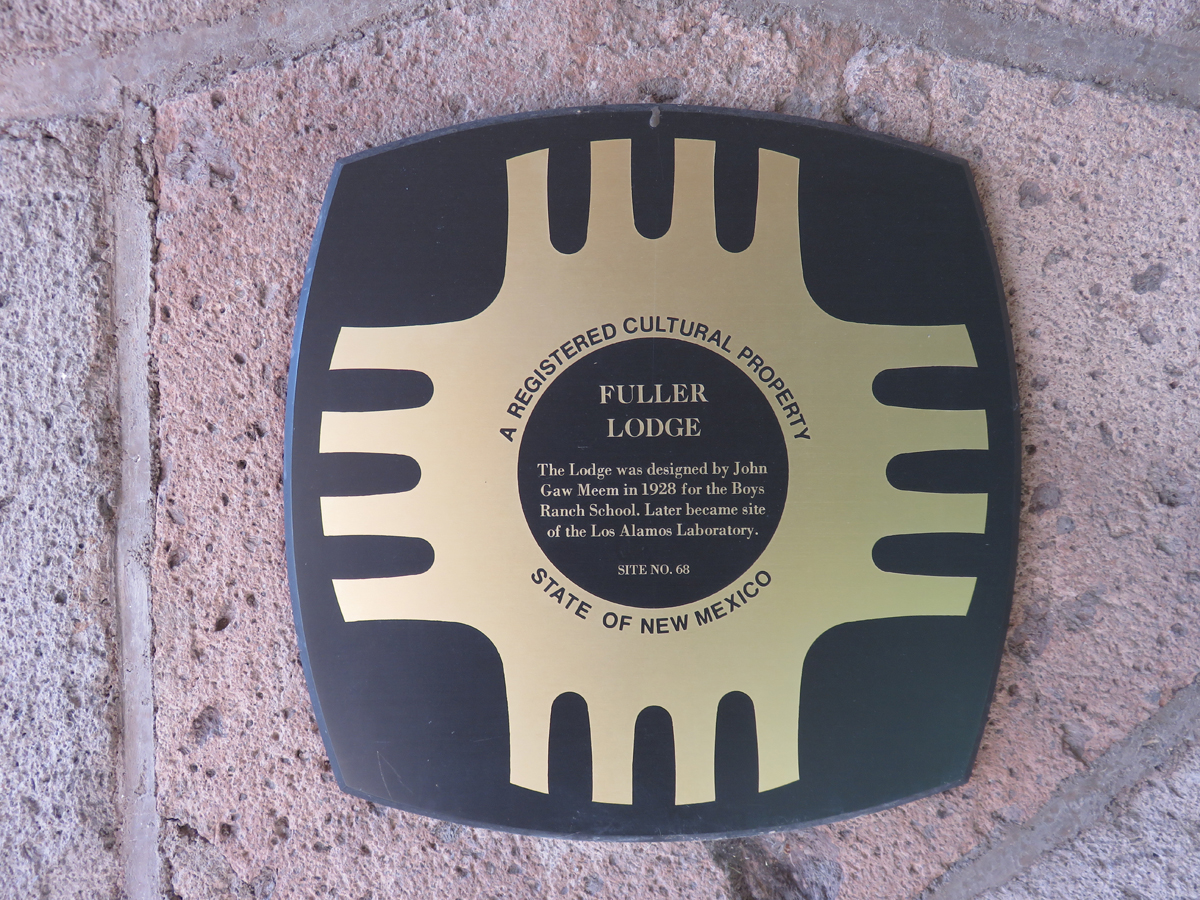 A REGISTERED CULTURAL PROPERTY
FULLER
LODGE
The Lodge was designed by John
Gaw Meem in 1928 for the Boys
Ranch School. Later became site
of the Los Alamos Laboratory.
SITE NO. 68
STATE OF NEW MEXICO